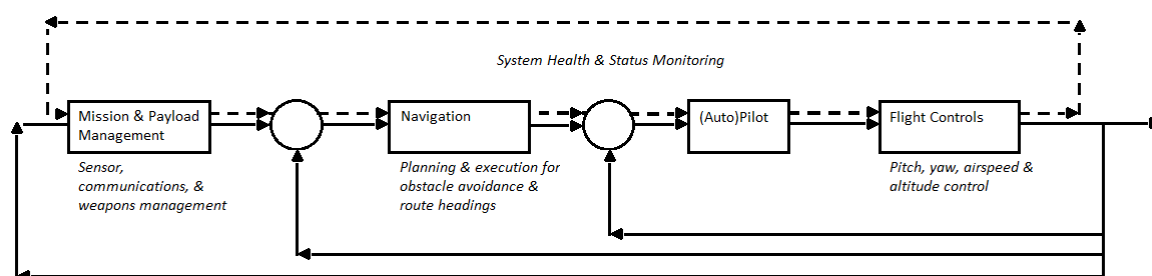 System Health & Status Monitoring
Mission & Payload
Management
Navigation
(Auto)Pilot
Flight Controls
Sensor,
communications, &
weapons management
Planning & execution for
obstacle avoidance &
route headings
Pitch, yaw, airspeed &
altitude control